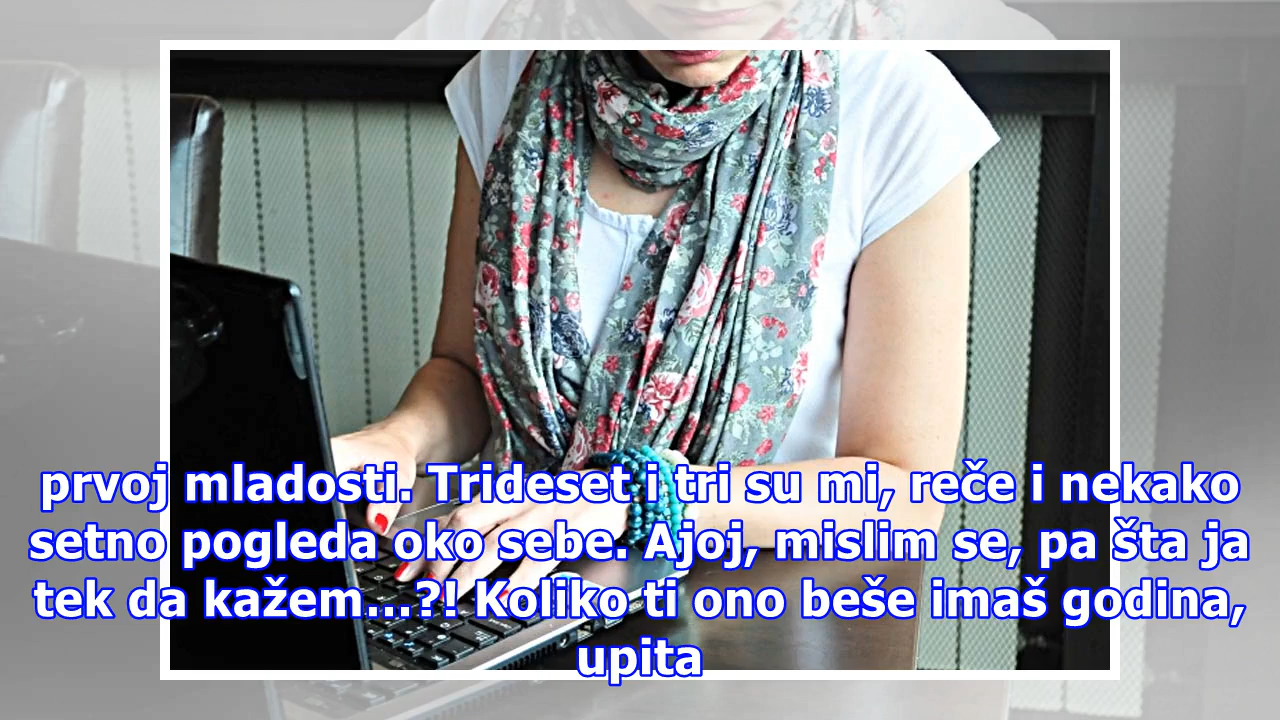 prvoj mladosti. Trideset i tri su mi, reče i nekako
setno pogleda oko sebe. Ajoj, mislim se, pa šta ja
tek da kažem...?! Koliko ti ono beše imaš godina,
upita